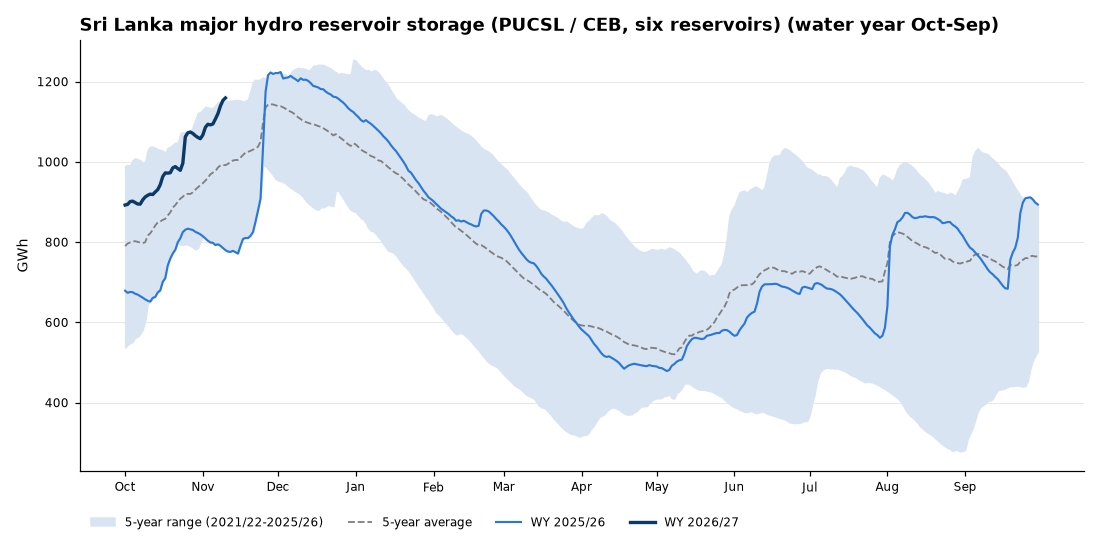 Sri Lanka major hydro reservoir storage (PUCSL / CEB, six reservoirs) (water year Oct-Sep)
GWh
1200
1000
800
600
400
Oct Nov Dec Jan Feb Mar Apr May Jun Jul Aug Sep
5-year range (2021/22-2025/26) 5-year average WY 2025/26 WY 2026/27